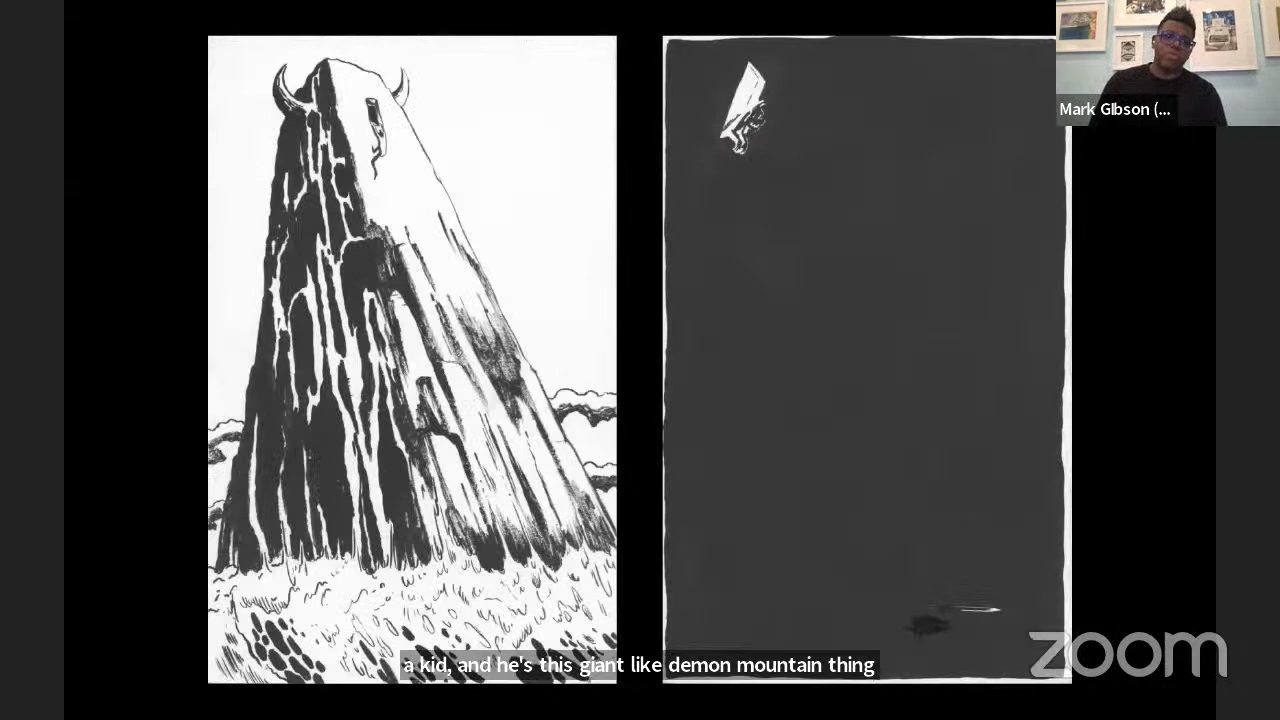 Mark GIbson (...
a kid, and he's this giant like demon mountain thing
zoom